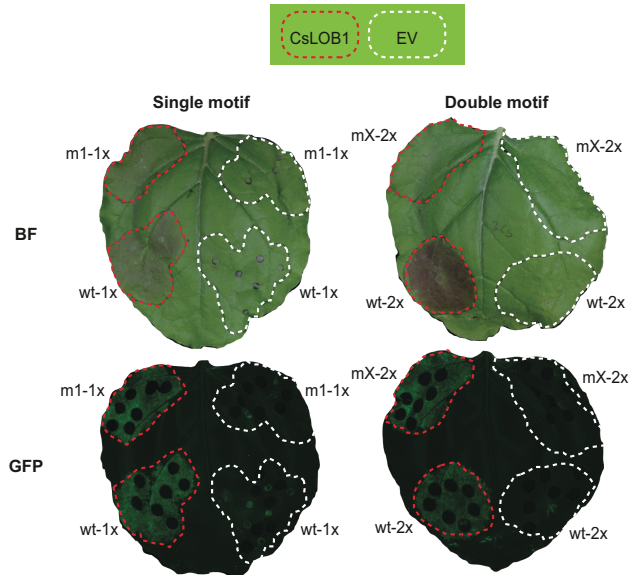 CsLOB1 EV
Single motif Double motif
m1-1x m1-1x mX-2x mX-2x
BF
wt-1x wt-1x wt-2x wt-2x
m1-1x m1-1x mX-2x mX-2x
GFP
wt-1x wt-1x wt-2x wt-2x